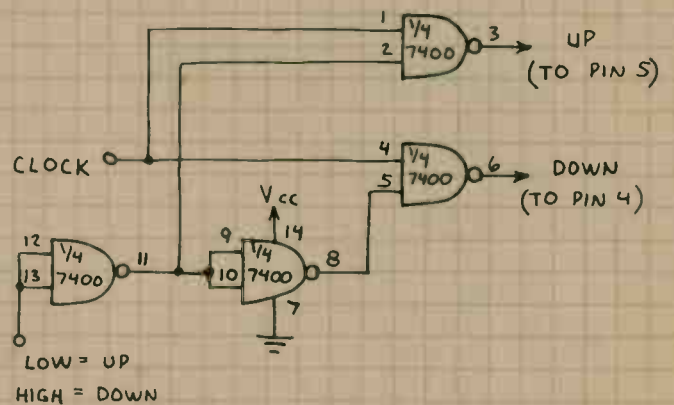 1
1/4
3
UP
2
7400
(TO PIN 5)
CLOCK
4
1/4
6
DOWN
5
7400
(TO PIN 4)
Vcc
14
12
1/4
11
9
1/4
8
13
7400
10
7400
7
LOW = UP
HIGH = DOWN